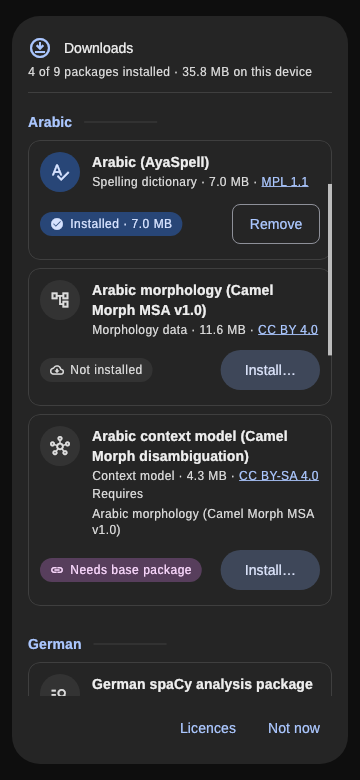 Downloads
4 of 9 packages installed · 35.8 MB on this device
Arabic
Arabic (AyaSpell)
Spelling dictionary · 7.0 MB · MPL 1.1
Installed · 7.0 MB
Remove
Arabic morphology (Camel
Morph MSA v1.0)
Morphology data · 11.6 MB · CC BY 4.0
Not installed
Install…
Arabic context model (Camel
Morph disambiguation)
Context model · 4.3 MB · CC BY-SA 4.0
Requires
Arabic morphology (Camel Morph MSA
v1.0)
Needs base package
Install…
German
German spaCy analysis package
Licences
Not now